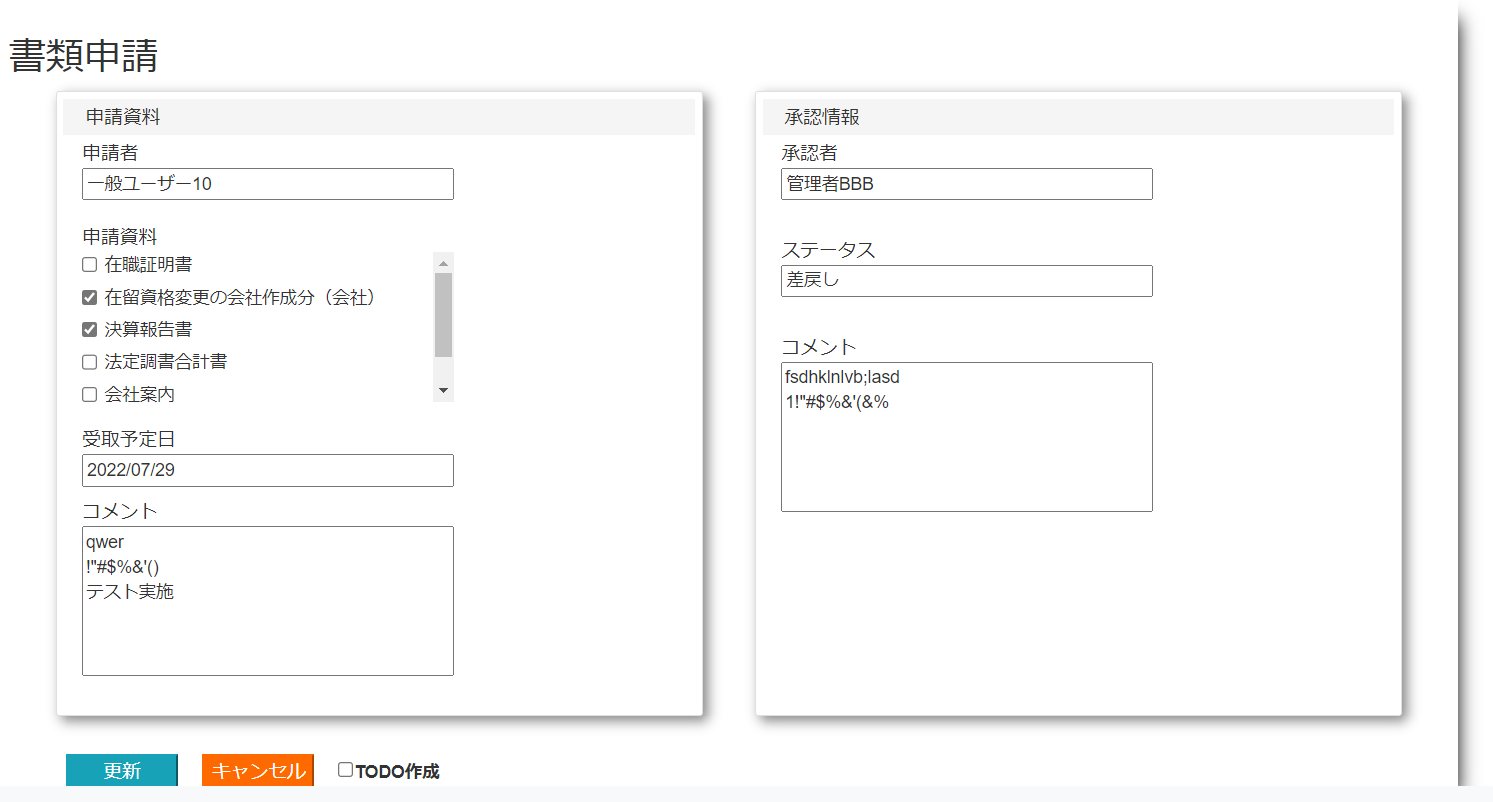 書類申請
申請資料
申請者
一般ユーザー10
申請資料
在職証明書
在留資格変更の会社作成分（会社）
決算報告書
法定調書合計書
会社案内
受取予定日
2022/07/29
コメント
qwer
!"#$%&'()
テスト実施
承認情報
承認者
管理者BBB
ステータス
差戻し
コメント
fsdhklnlvb;lasd
1!"#$%&'(&%
更新
キャンセル
TODO作成